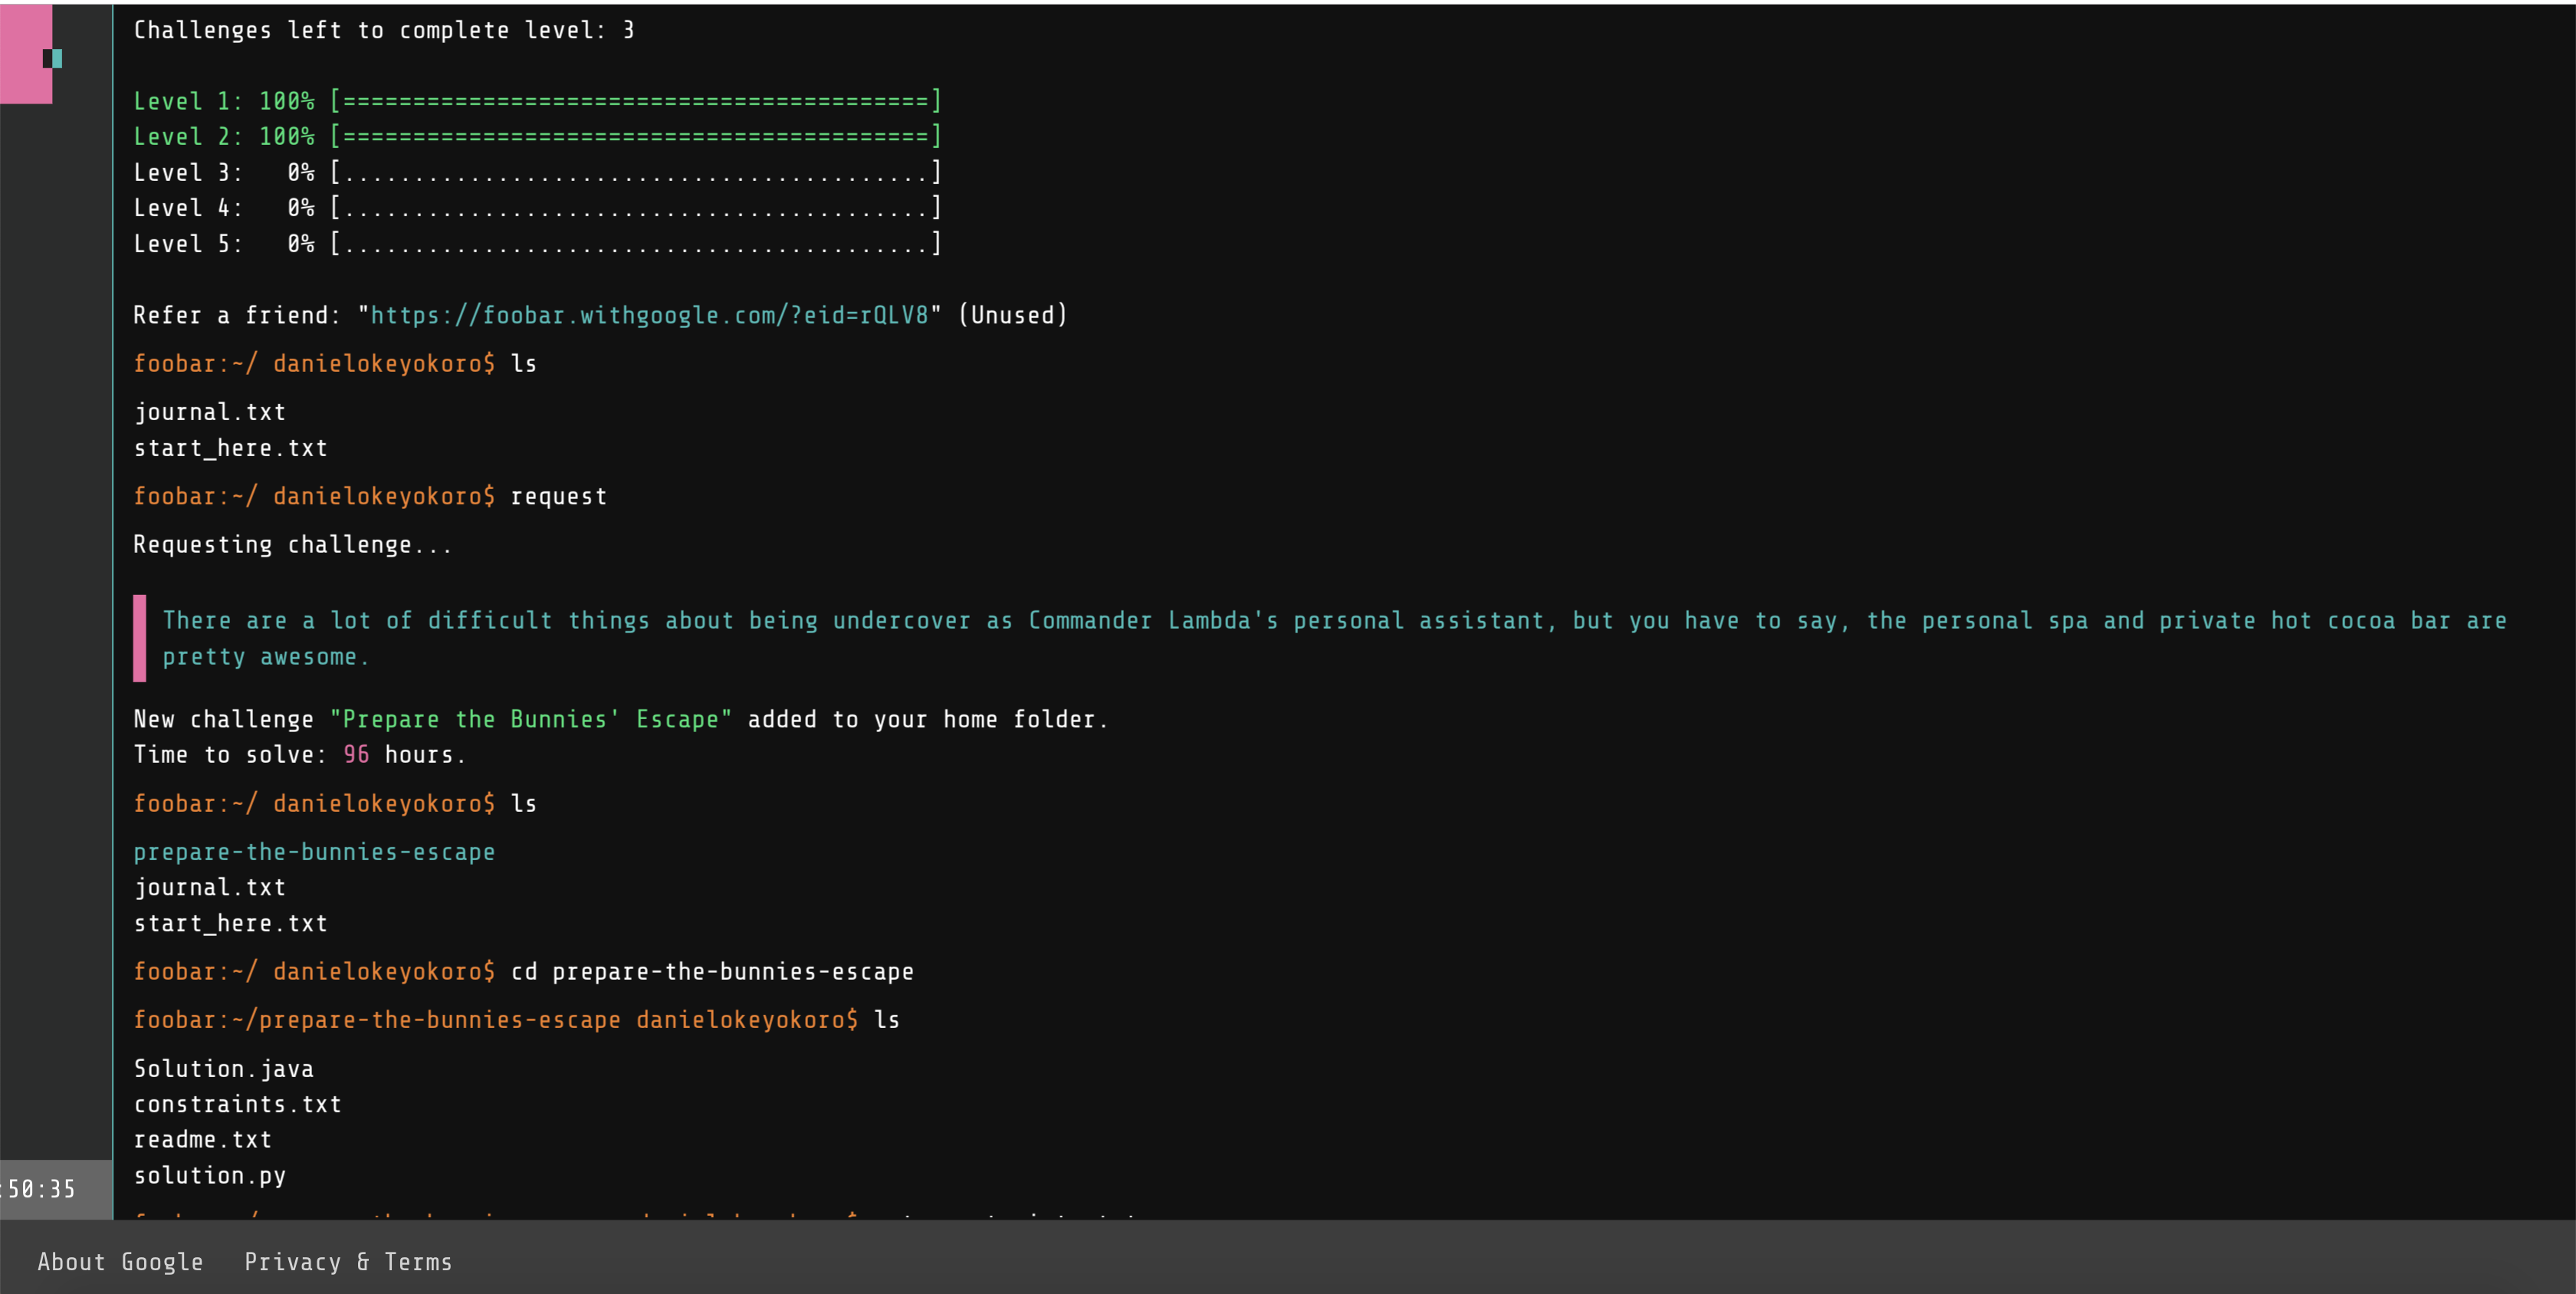 Challenges left to complete level: 3
Level 1: 100% [==========================================]
Level 2: 100% [==========================================]
Level 3:   0% [..........................................]
Level 4:   0% [..........................................]
Level 5:   0% [..........................................]
Refer a friend: "https://foobar.withgoogle.com/?eid=rQLV8" (Unused)
foobar:~/ danielokeyokoro$ ls
journal.txt
start_here.txt
foobar:~/ danielokeyokoro$ request
Requesting challenge...
There are a lot of difficult things about being undercover as Commander Lambda's personal assistant, but you have to say, the personal spa and private hot cocoa bar are
pretty awesome.
New challenge "Prepare the Bunnies' Escape" added to your home folder.
Time to solve: 96 hours.
foobar:~/ danielokeyokoro$ ls
prepare-the-bunnies-escape
journal.txt
start_here.txt
foobar:~/ danielokeyokoro$ cd prepare-the-bunnies-escape
foobar:~/prepare-the-bunnies-escape danielokeyokoro$ ls
Solution.java
constraints.txt
readme.txt
solution.py
:50:35
About Google   Privacy & Terms